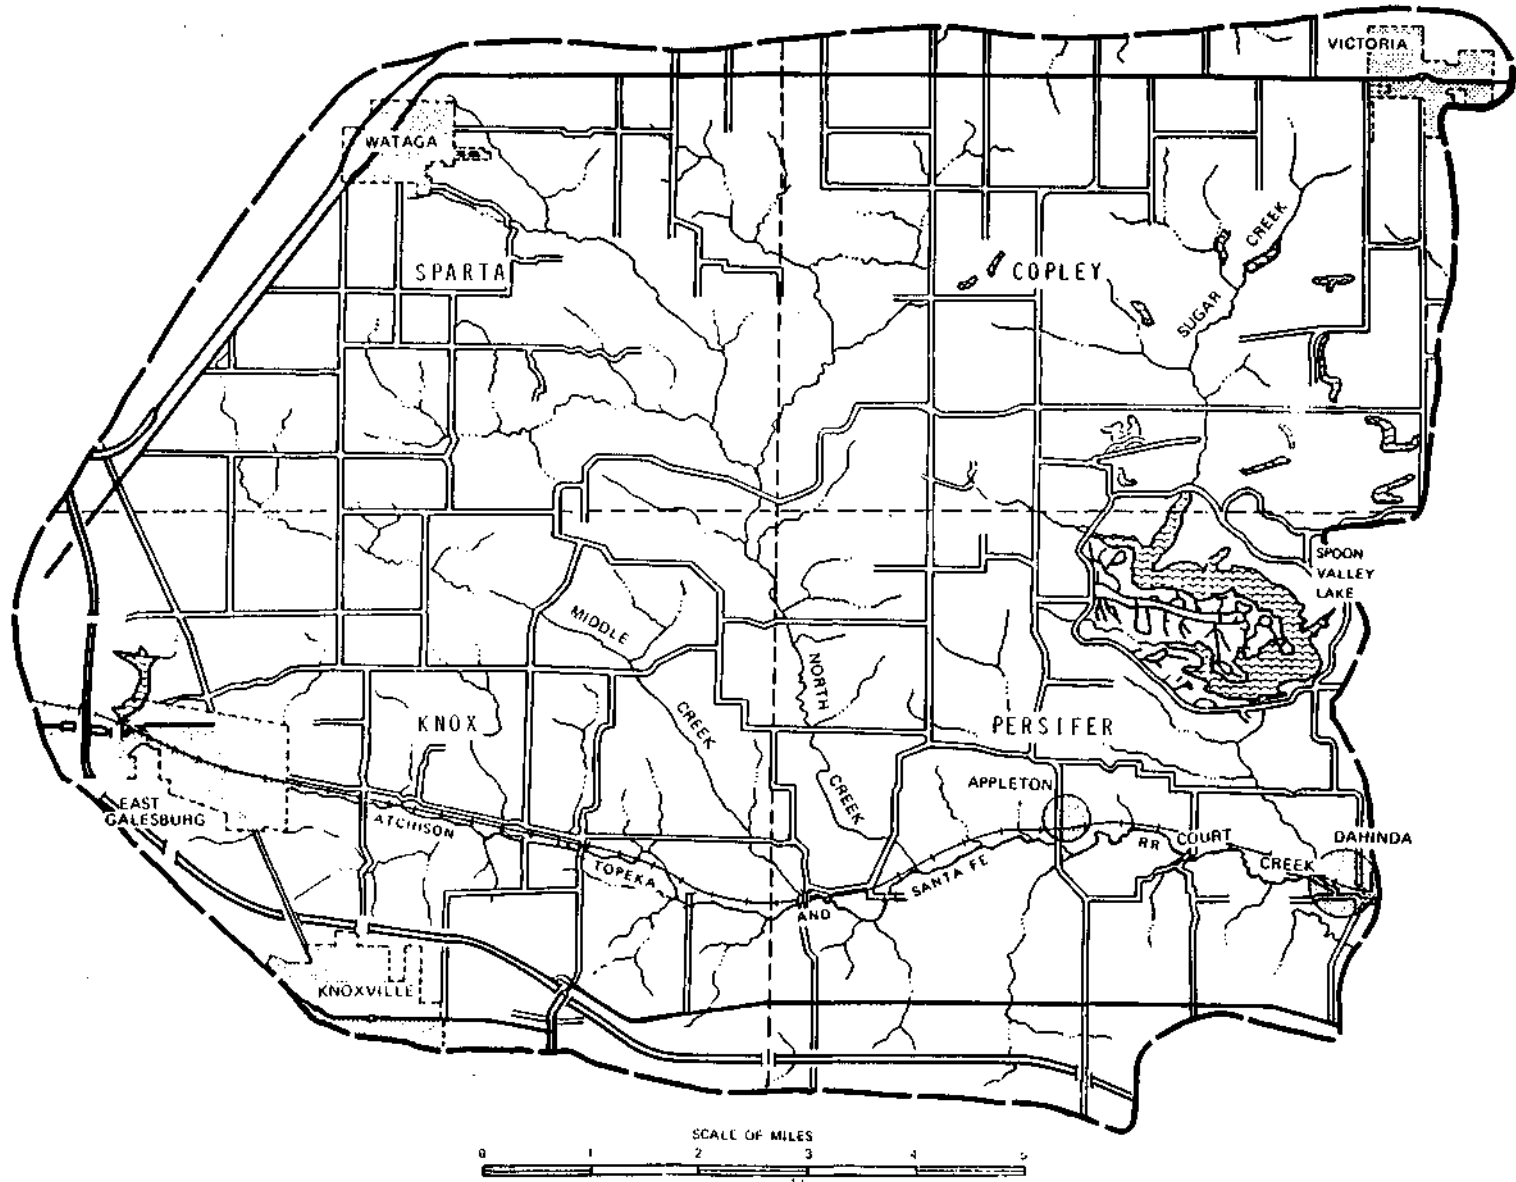 VICTORIA
WATAGA
SPARTA
COPLEY
SUGAR CREEK
SPOON
VALLEY
LAKE
MIDDLE CREEK
NORTH CREEK
KNOX
PERSIFER
APPLETON
EAST
GALESBURG
ATCHISON TOPEKA AND SANTA FE RR
COURT CREEK
DAHINDA
KNOXVILLE
SCALE OF MILES
0 1 2 3 4 5